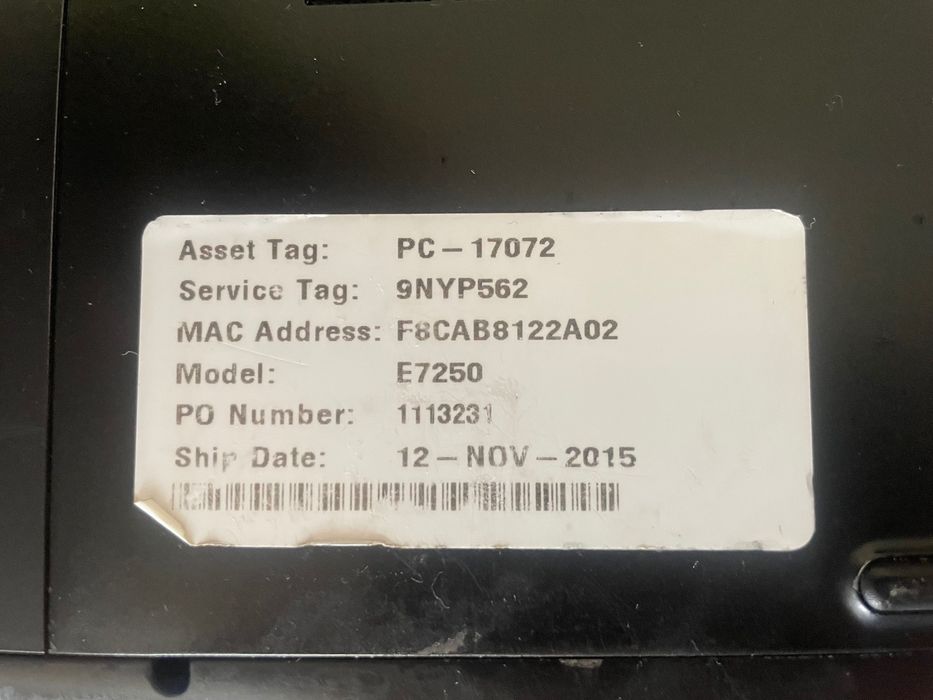 Asset Tag: PC-17072
Service Tag: 9NYP562
MAC Address: F8CAB8122A02
Model: E7250
PO Number: 1113231
Ship Date: 12-NOV-2015